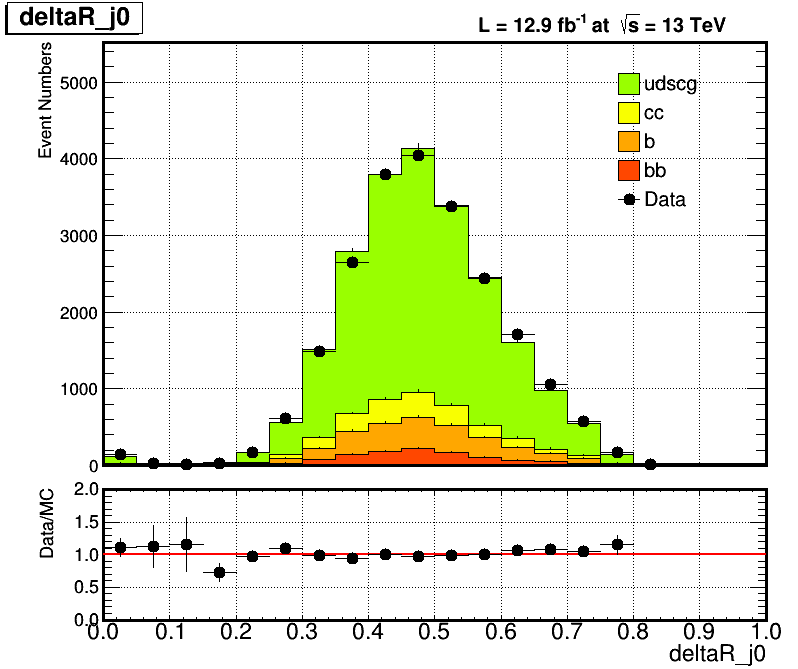 deltaR_j0
L = 12.9 fb-1 at √s = 13 TeV
Event Numbers
5000
4000
3000
2000
1000
0
udscg
cc
b
bb
Data
Data/MC
2.0
1.5
1.0
0.5
0.0
0.0 0.1 0.2 0.3 0.4 0.5 0.6 0.7 0.8 0.9 1.0
deltaR_j0